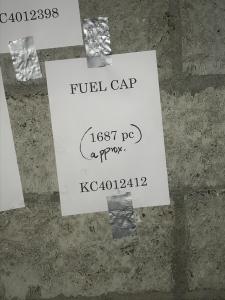 C4012398
FUEL CAP
(1687 pc)
approx.
KC4012412